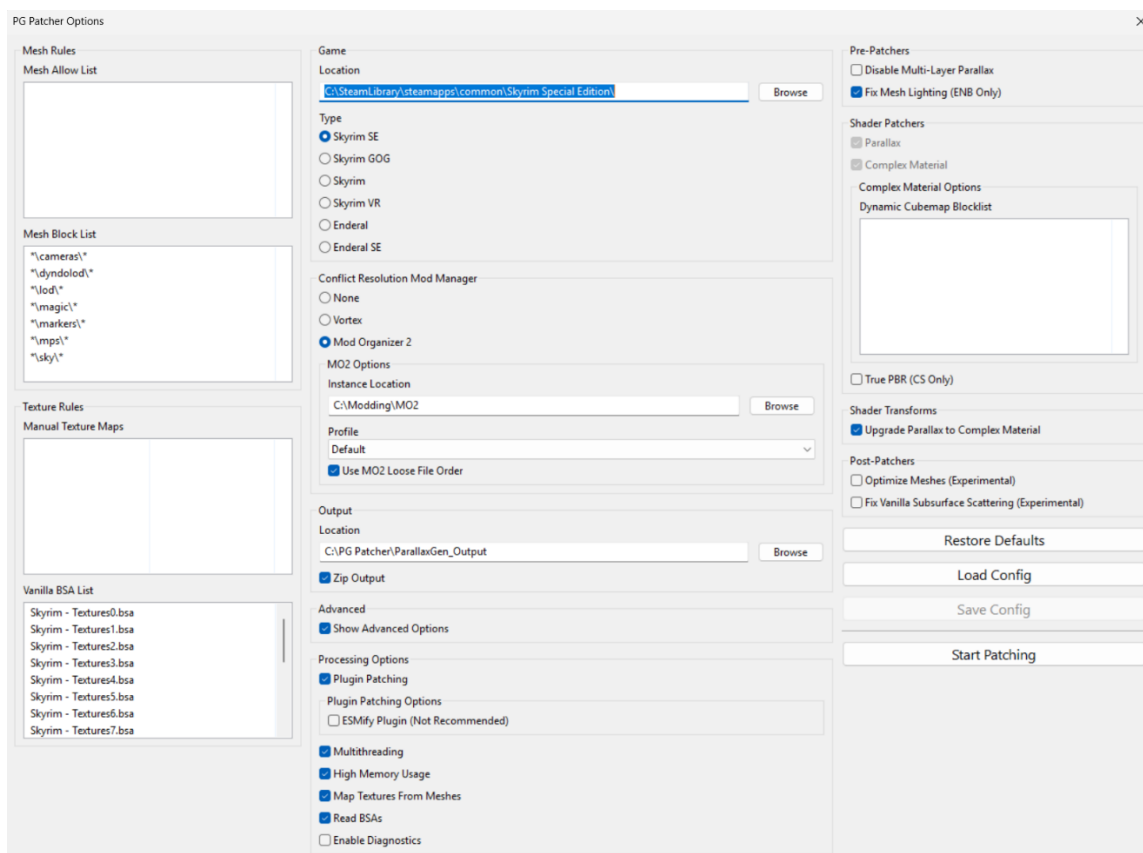 PG Patcher Options
Mesh Rules
Mesh Allow List
Mesh Block List
*\cameras\*
*\dyndolod\*
*\lod\*
*\magic\*
*\markers\*
*\mps\*
*\sky\*
Texture Rules
Manual Texture Maps
Vanilla BSA List
Skyrim - Textures0.bsa
Skyrim - Textures1.bsa
Skyrim - Textures2.bsa
Skyrim - Textures3.bsa
Skyrim - Textures4.bsa
Skyrim - Textures5.bsa
Skyrim - Textures6.bsa
Skyrim - Textures7.bsa
Game
Location
C:\SteamLibrary\steamapps\common\Skyrim Special Edition\
Browse
Type
Skyrim SE
Skyrim GOG
Skyrim
Skyrim VR
Enderal
Enderal SE
Conflict Resolution Mod Manager
None
Vortex
Mod Organizer 2
MO2 Options
Instance Location
C:\Modding\MO2
Browse
Profile
Default
Use MO2 Loose File Order
Output
Location
C:\PG Patcher\ParallaxGen_Output
Browse
Zip Output
Advanced
Show Advanced Options
Processing Options
Plugin Patching
Plugin Patching Options
ESMify Plugin (Not Recommended)
Multithreading
High Memory Usage
Map Textures From Meshes
Read BSAs
Enable Diagnostics
Pre-Patchers
Disable Multi-Layer Parallax
Fix Mesh Lighting (ENB Only)
Shader Patchers
Parallax
Complex Material
Complex Material Options
Dynamic Cubemap Blocklist
True PBR (CS Only)
Shader Transforms
Upgrade Parallax to Complex Material
Post-Patchers
Optimize Meshes (Experimental)
Fix Vanilla Subsurface Scattering (Experimental)
Restore Defaults
Load Config
Save Config
Start Patching